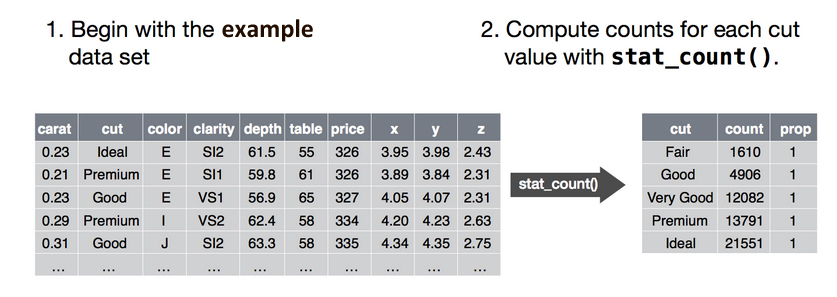 1. Begin with the example
data set
2. Compute counts for each cut
value with stat_count().
carat cut color clarity depth table price x y z
0.23 Ideal E SI2 61.5 55 326 3.95 3.98 2.43
0.21 Premium E SI1 59.8 61 326 3.89 3.84 2.31
0.23 Good E VS1 56.9 65 327 4.05 4.07 2.31
0.29 Premium I VS2 62.4 58 334 4.20 4.23 2.63
0.31 Good J SI2 63.3 58 335 4.34 4.35 2.75
... ... ... ... ... ... ... ... ... ...
stat_count()
cut count prop
Fair 1610 1
Good 4906 1
Very Good 12082 1
Premium 13791 1
Ideal 21551 1